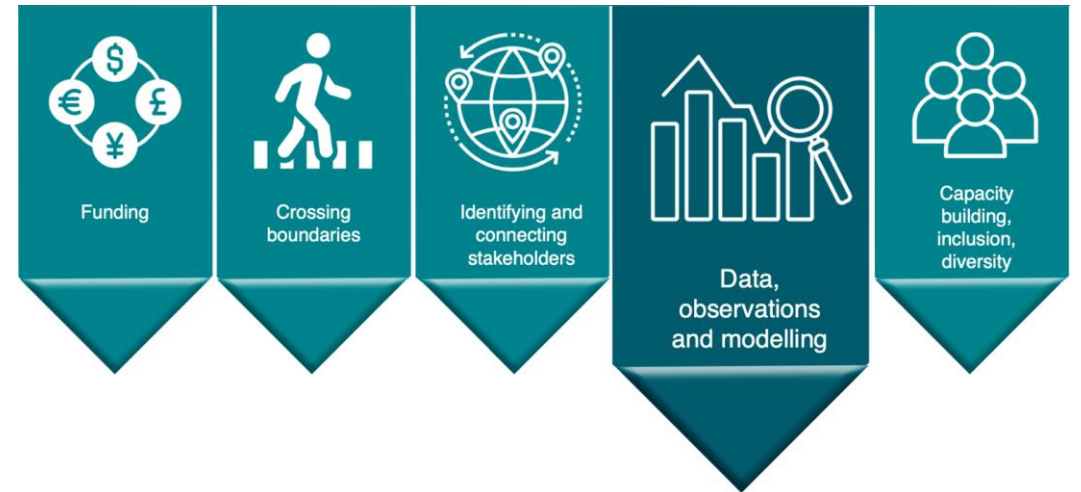 $
€
£
¥
Funding
Crossing
boundaries
Identifying and
connecting
stakeholders
Data,
observations
and modelling
Capacity
building,
inclusion,
diversity